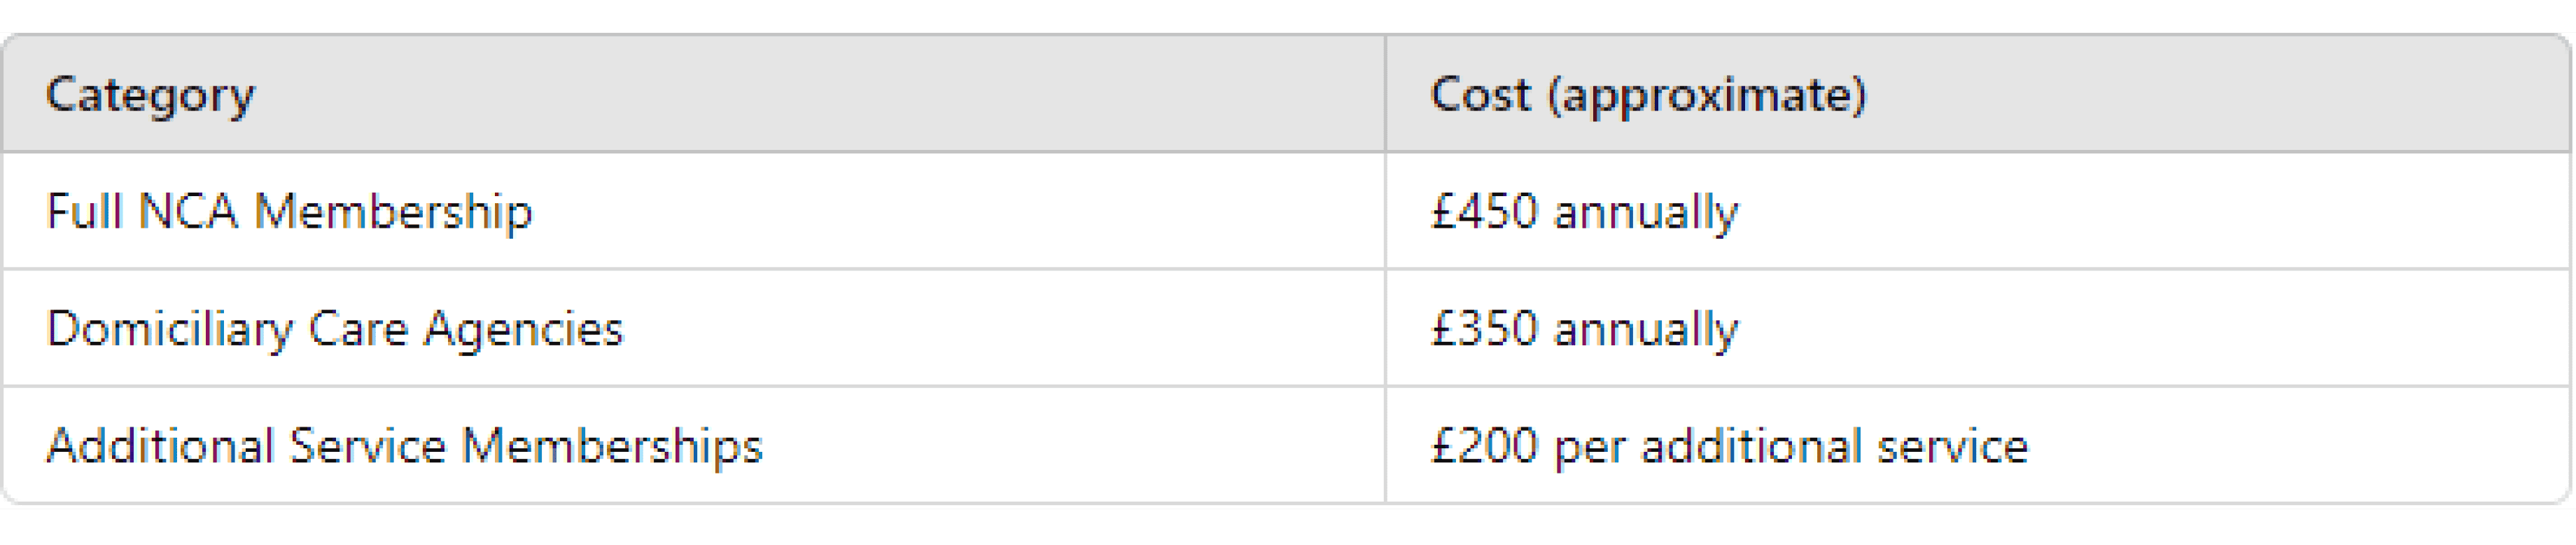 Category Cost (approximate)
Full NCA Membership £450 annually
Domiciliary Care Agencies £350 annually
Additional Service Memberships £200 per additional service